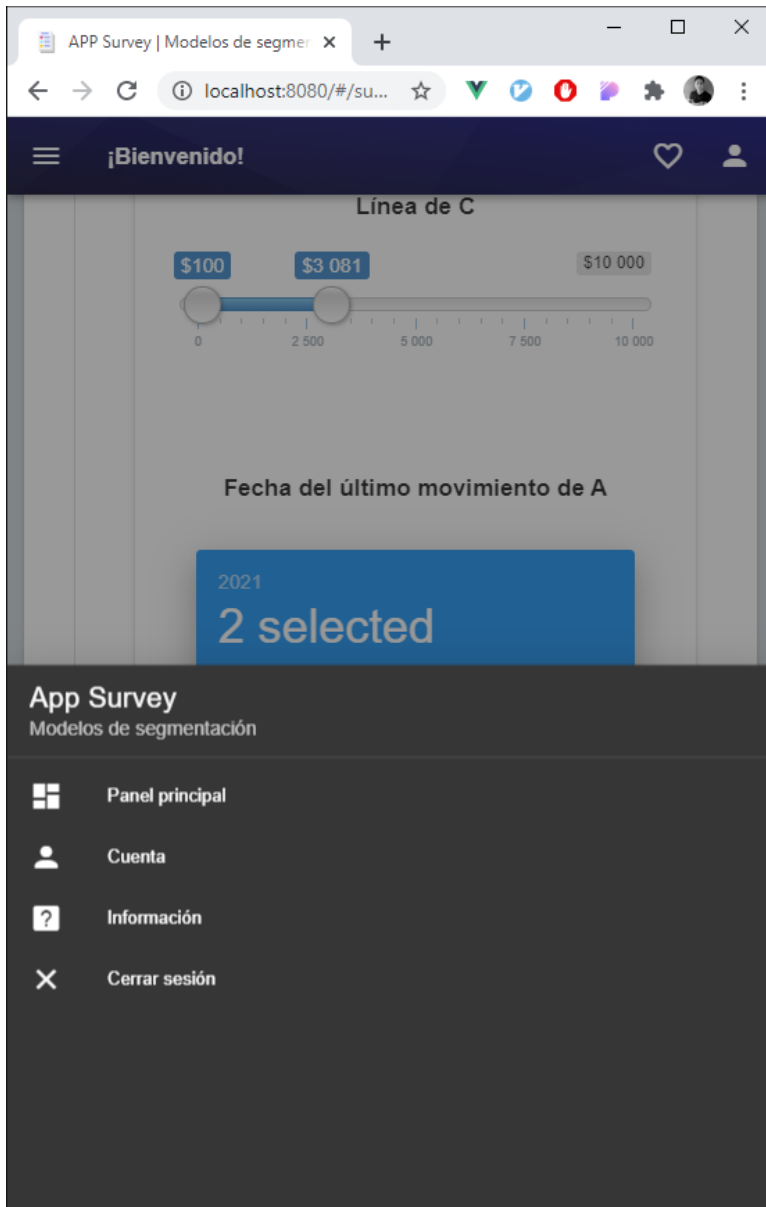 APP Survey | Modelos de segmen
localhost:8080/#/su...
¡Bienvenido!
Línea de C
$100 $3 081 $10 000
0 2 500 5 000 7 500 10 000
Fecha del último movimiento de A
2021
2 selected
App Survey
Modelos de segmentación
Panel principal
Cuenta
Información
Cerrar sesión